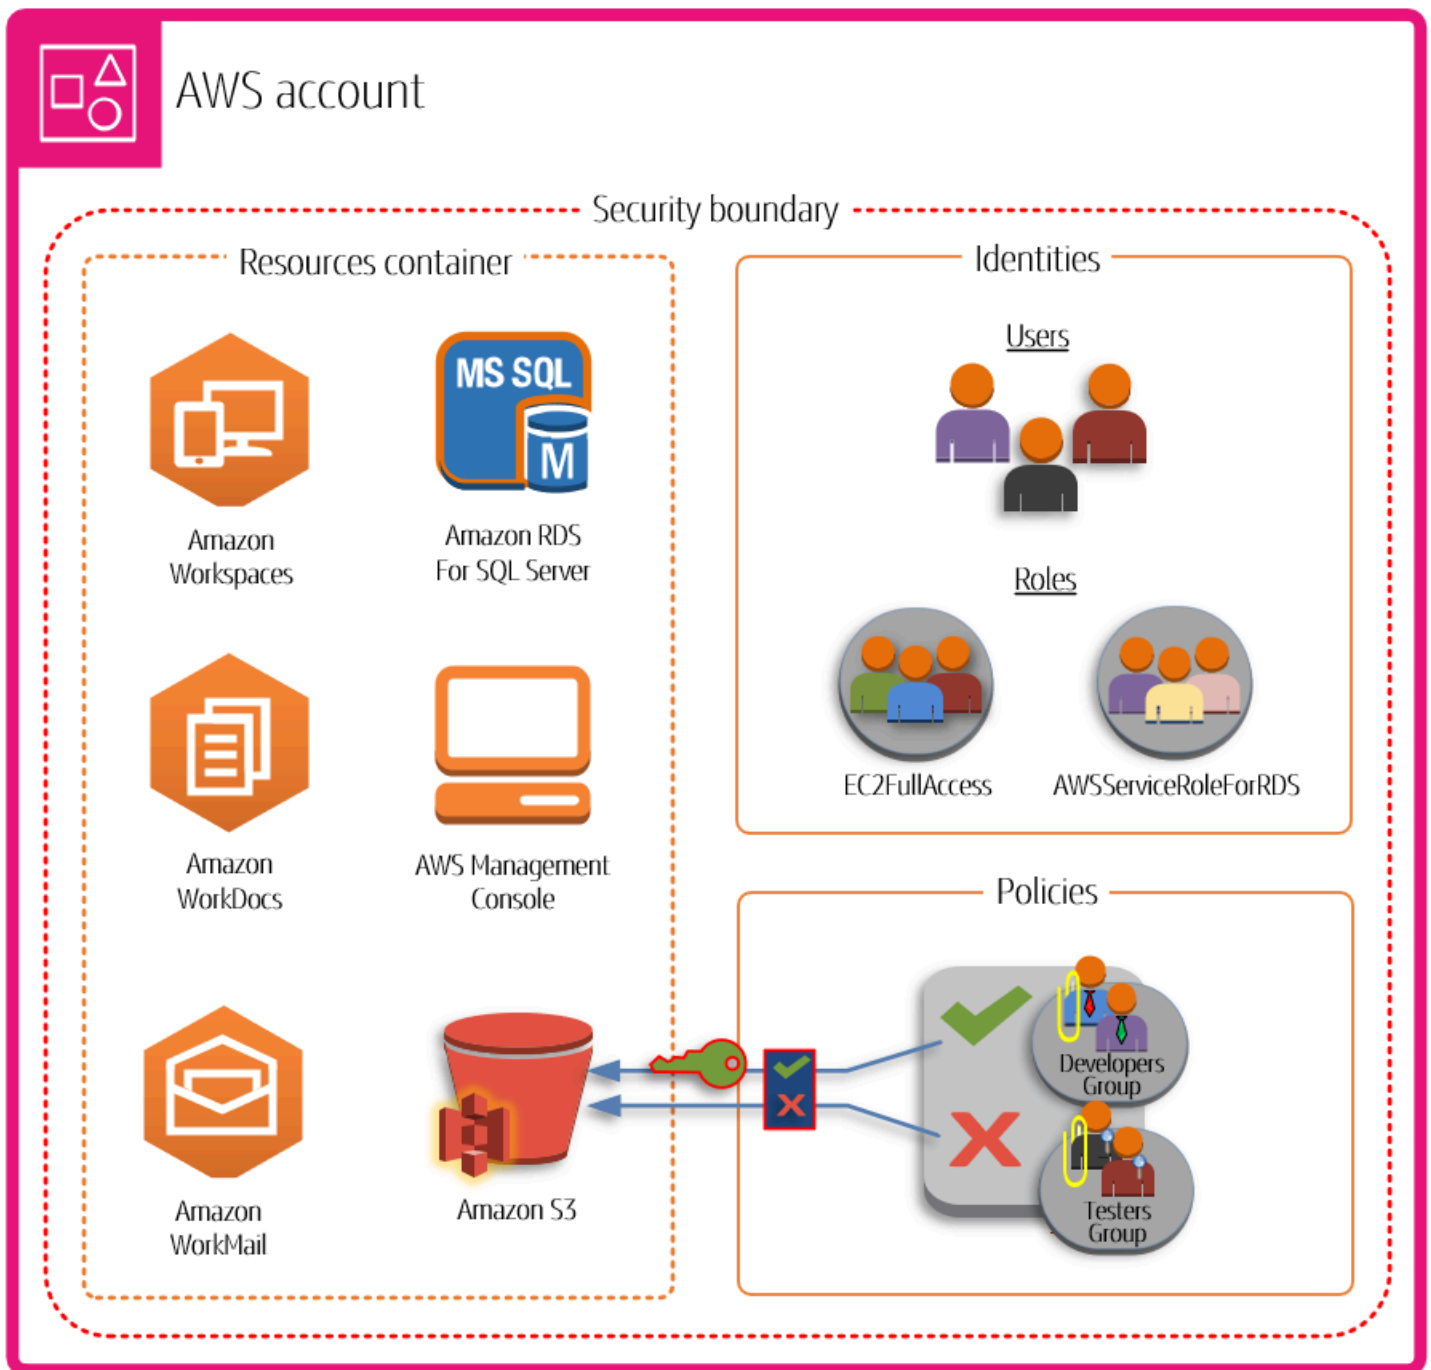 AWS account
Security boundary
Resources container
Amazon
Workspaces
MS SQL
M
Amazon RDS
For SQL Server
Amazon
WorkDocs
AWS Management
Console
Amazon
WorkMail
Amazon S3
Identities
Users
Roles
EC2FullAccess
AWSServiceRoleForRDS
Policies
Developers
Group
Testers
Group